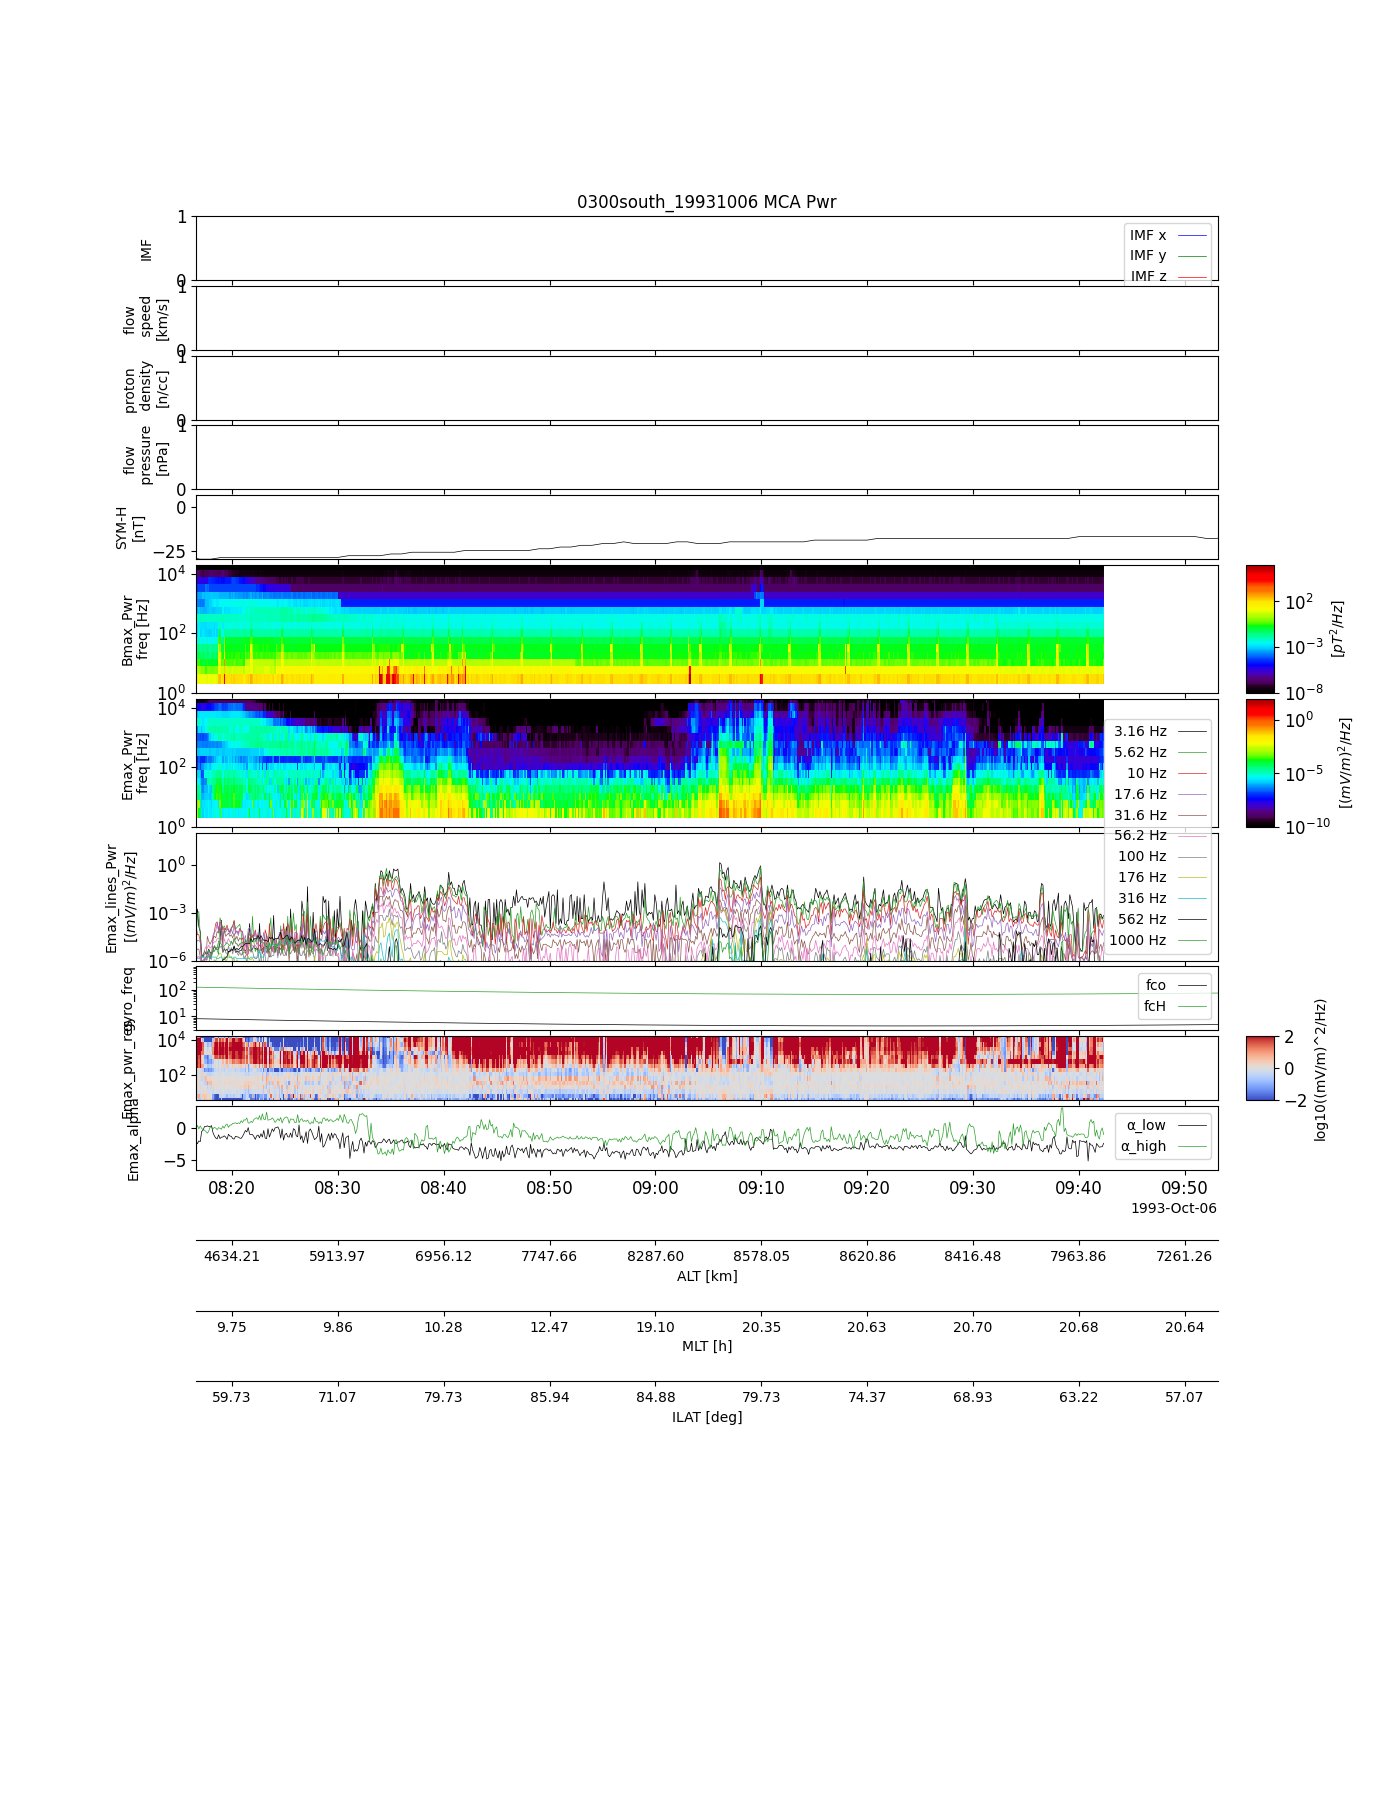 0300south_19931006 MCA Pwr
1
0
IMF
IMF x
IMF y
IMF z
1
0
flow
speed
[km/s]
1
0
proton
density
[n/cc]
1
0
flow
pressure
[nPa]
0
−25
SYM-H
[nT]
10^4
10^2
10^0
Bmax_Pwr
freq [Hz]
10^2
10^−3
10^−8
[pT^2/Hz]
10^4
10^2
10^0
Emax_Pwr
freq [Hz]
10^0
10^−5
10^−10
[(mV/m)^2/Hz]
3.16 Hz
5.62 Hz
10 Hz
17.6 Hz
31.6 Hz
56.2 Hz
100 Hz
176 Hz
316 Hz
562 Hz
1000 Hz
10^0
10^−3
10^−6
Emax_lines_Pwr
[(mV/m)^2/Hz]
10^2
10^1
gyro_freq
fco
fcH
10^4
10^2
Emax_pwr_reg
2
0
−2
log10((mV/m)^2/Hz)
0
−5
Emax_alpha
α_low
α_high
08:20 08:30 08:40 08:50 09:00 09:10 09:20 09:30 09:40 09:50
1993-Oct-06
4634.21 5913.97 6956.12 7747.66 8287.60 8578.05 8620.86 8416.48 7963.86 7261.26
ALT [km]
9.75 9.86 10.28 12.47 19.10 20.35 20.63 20.70 20.68 20.64
MLT [h]
59.73 71.07 79.73 85.94 84.88 79.73 74.37 68.93 63.22 57.07
ILAT [deg]